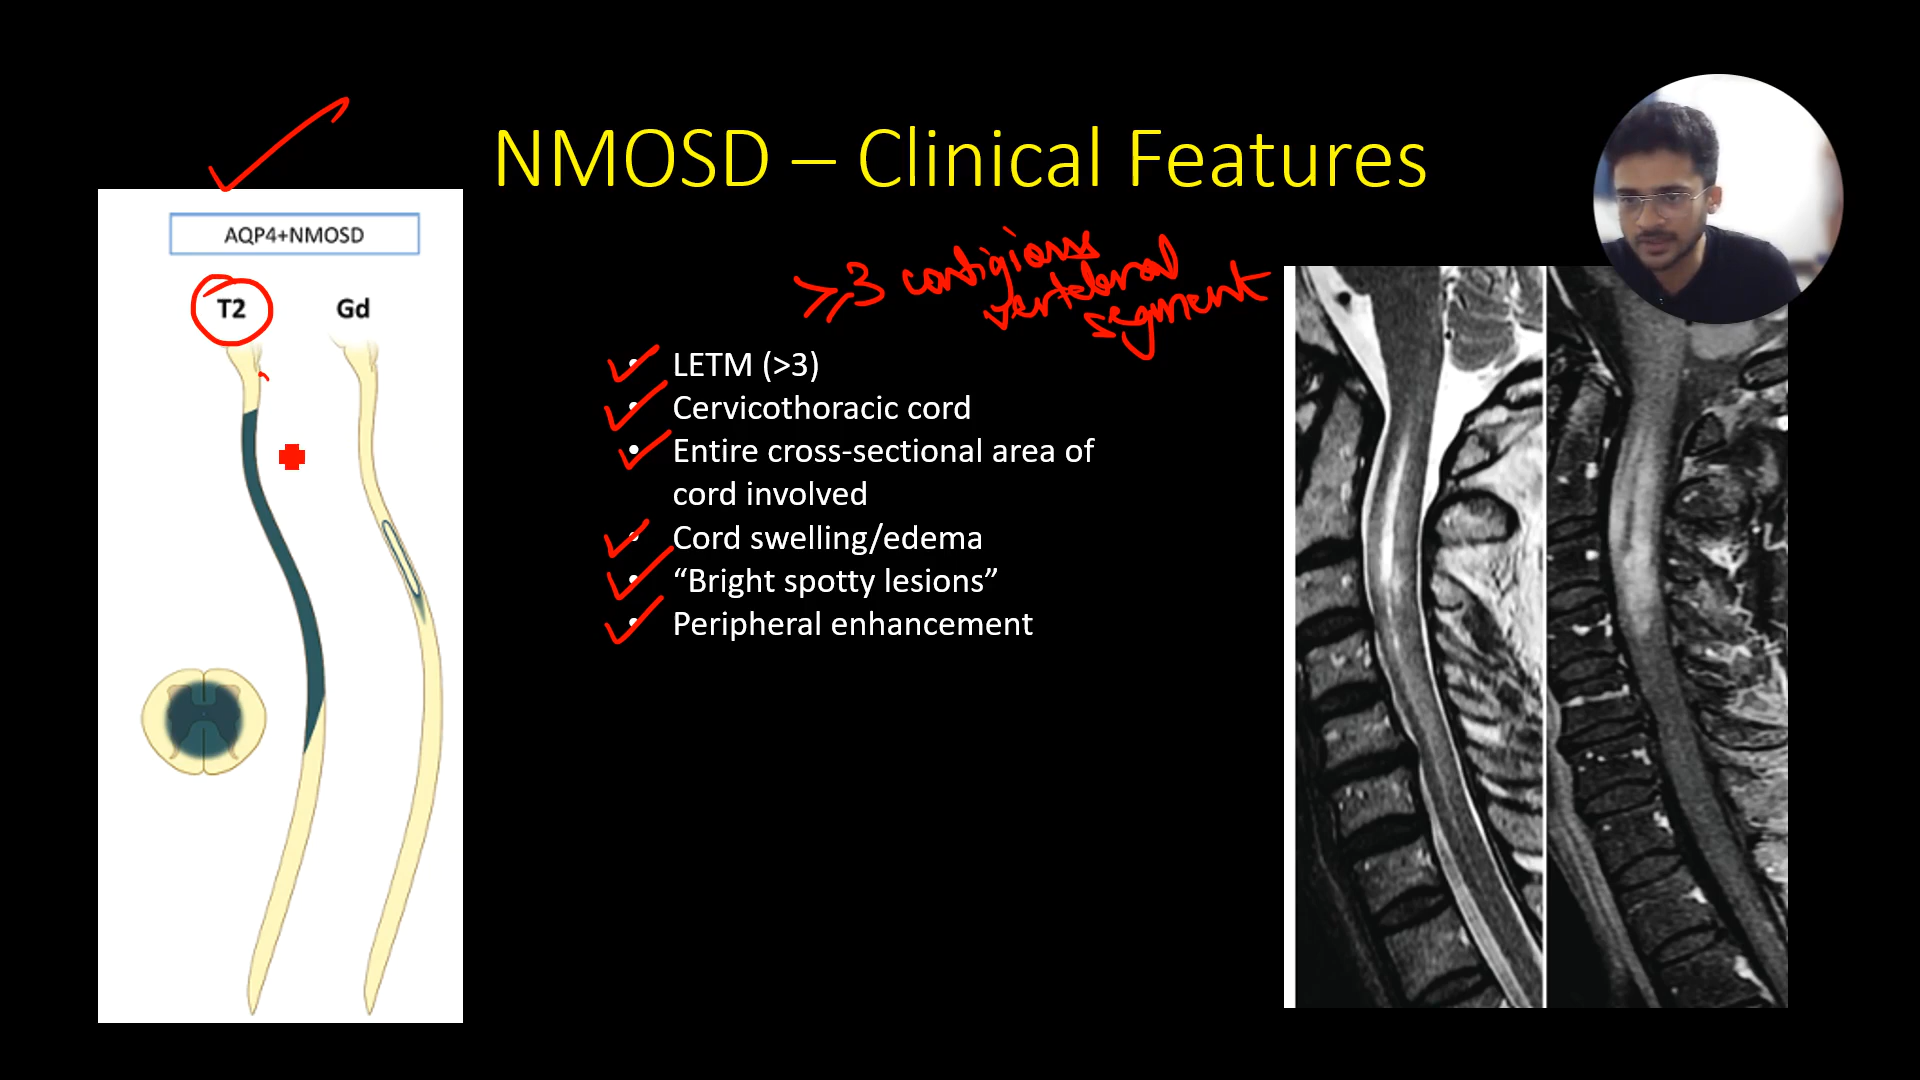 NMOSD – Clinical Features
AQP4+NMOSD
T2 Gd
⩾3 contigious
vertebral
segment
• LETM (>3)
• Cervicothoracic cord
• Entire cross-sectional area of
cord involved
• Cord swelling/edema
• “Bright spotty lesions”
• Peripheral enhancement